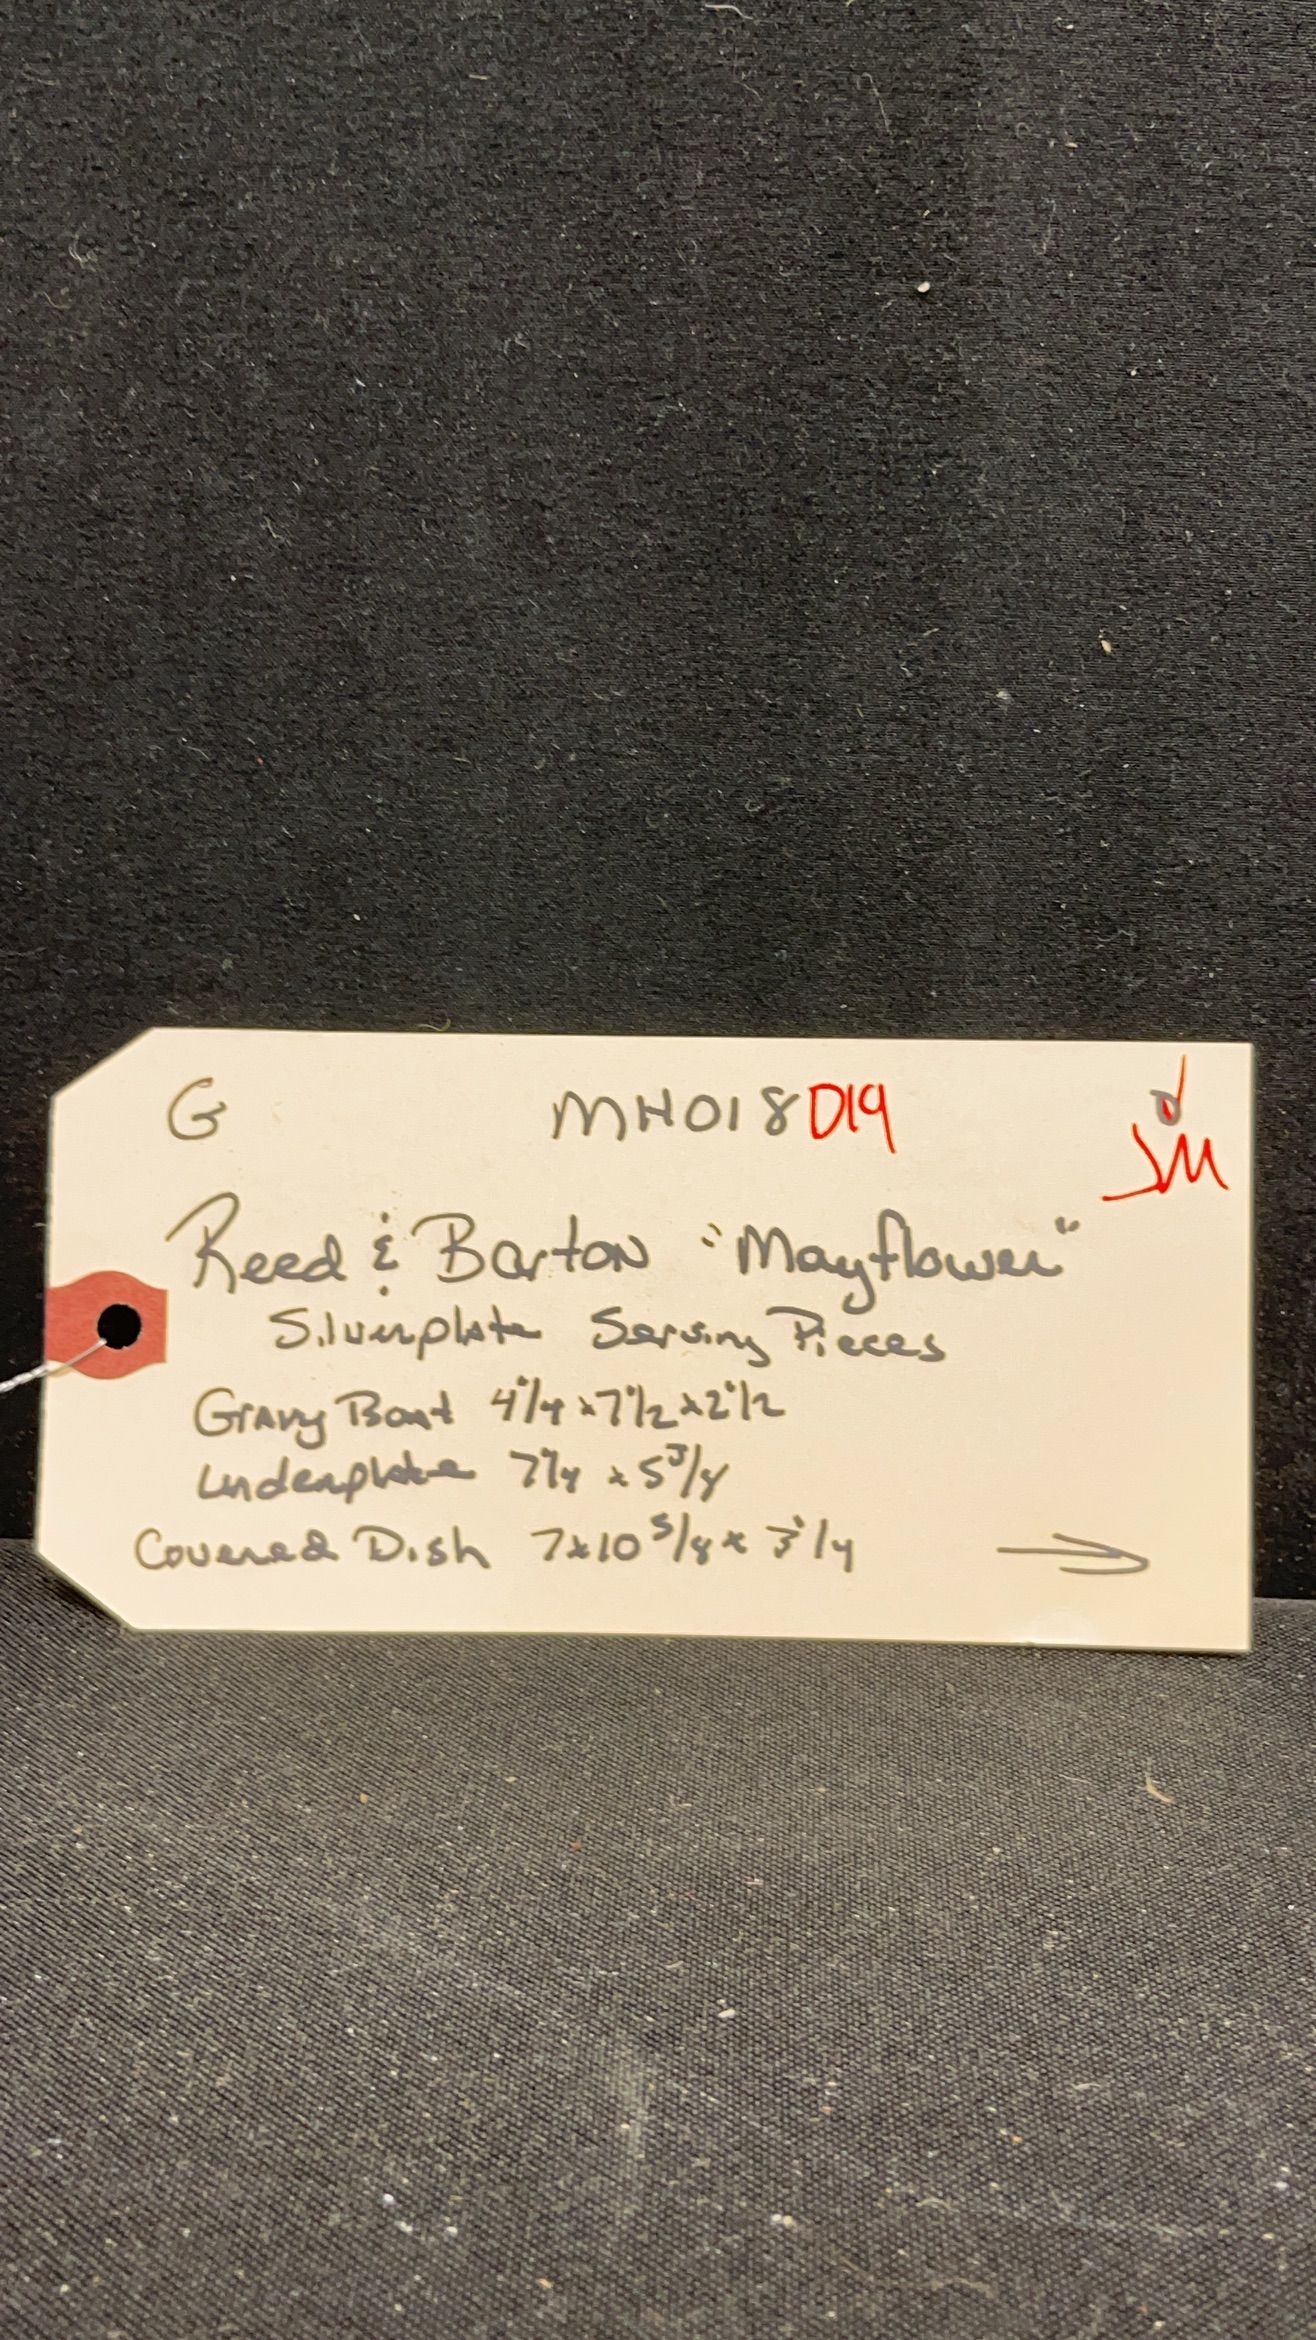 G MH018D19 JM
Reed & Barton "Mayflower"
Silverplate Serving Pieces
Gravy Boat 4 1/4 x 7 1/2 x 2 1/2
Underplate 7 1/4 x 5 3/8
Covered Dish 7 x 10 5/8 x 3 1/4 →